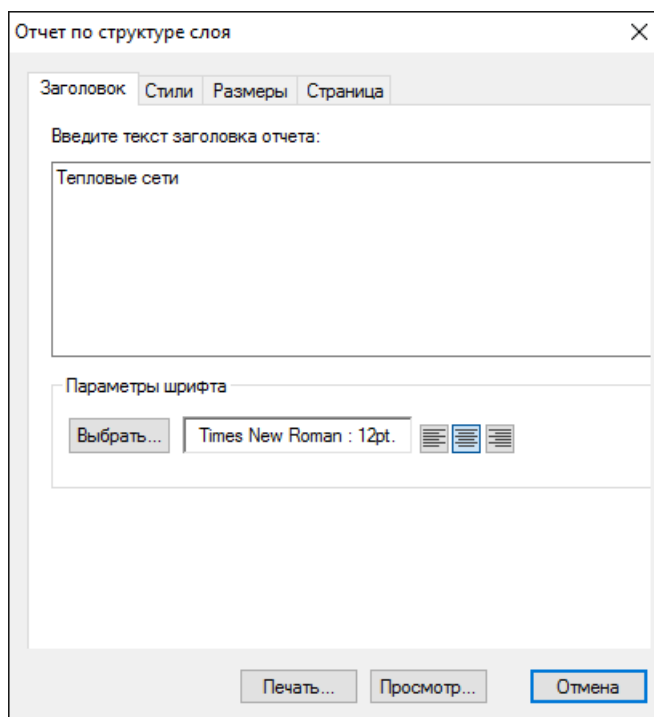 Отчет по структуре слоя
Заголовок Стили Размеры Страница
Введите текст заголовка отчета:
Тепловые сети
Параметры шрифта
Выбрать... Times New Roman : 12pt.
Печать... Просмотр... Отмена